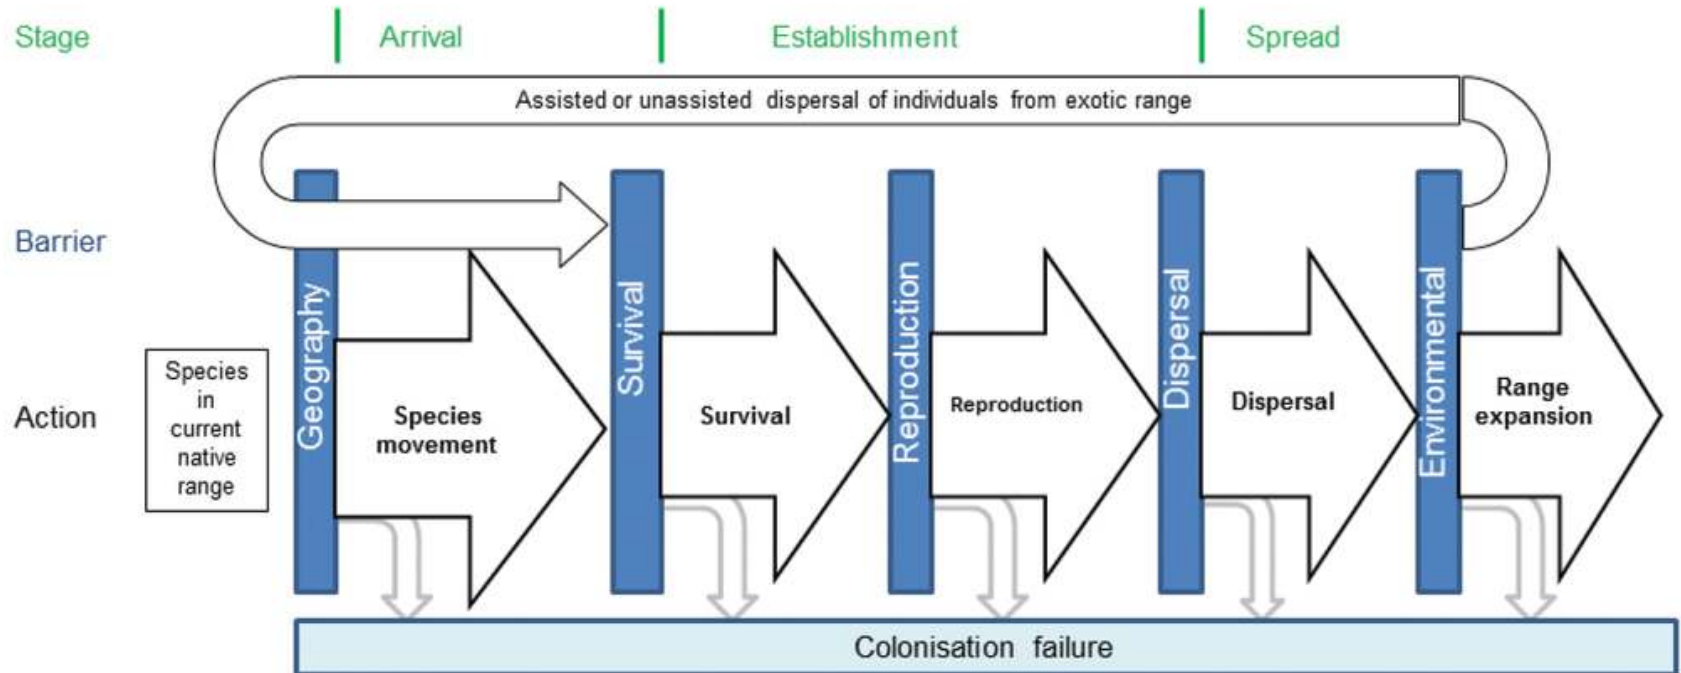 Stage
Arrival
Establishment
Spread
Assisted or unassisted dispersal of individuals from exotic range
Barrier
Geography
Survival
Reproduction
Dispersal
Environmental
Action
Species
in
current
native
range
Species
movement
Survival
Reproduction
Dispersal
Range
expansion
Colonisation failure